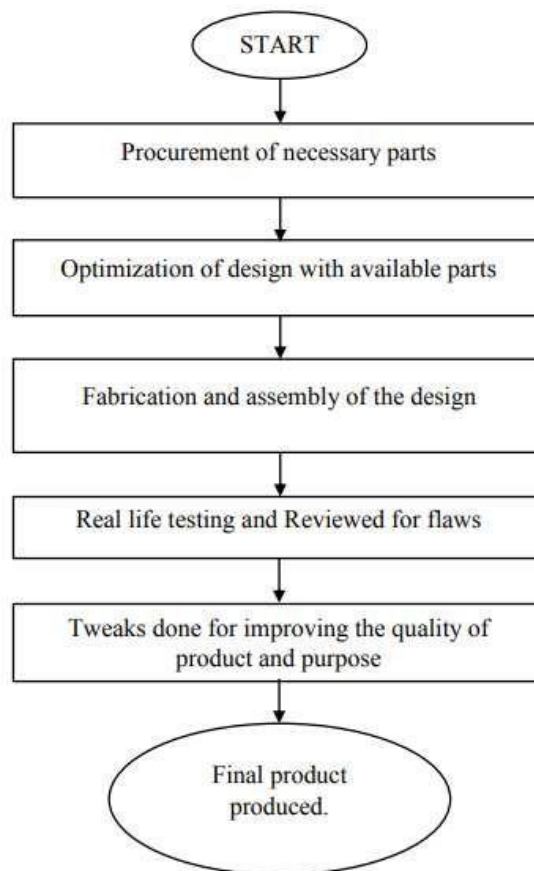 START
Procurement of necessary parts
Optimization of design with available parts
Fabrication and assembly of the design
Real life testing and Reviewed for flaws
Tweaks done for improving the quality of
product and purpose
Final product
produced.